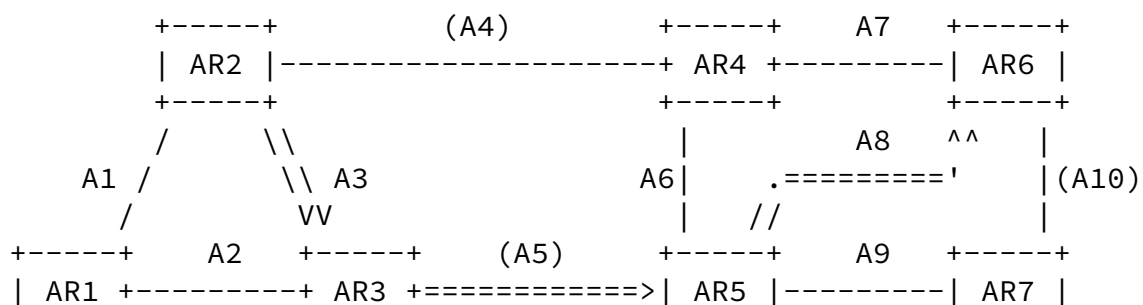 +-----+           (A4)          +-----+     A7    +-----+
             | AR2 |-------------------------+ AR4 +-----------| AR6 |
             +-----+                         +-----+           +-----+
             /      \\                         |         A8    ^^    |
        A1  /        \\ A3                   A6|     .=========='    |(A10)
           /          VV                       |    //               |
    +-----+    A2    +-----+      (A5)       +-----+     A9    +-----+
    | AR1 +----------+ AR3 +================>| AR5 |-----------| AR7 |